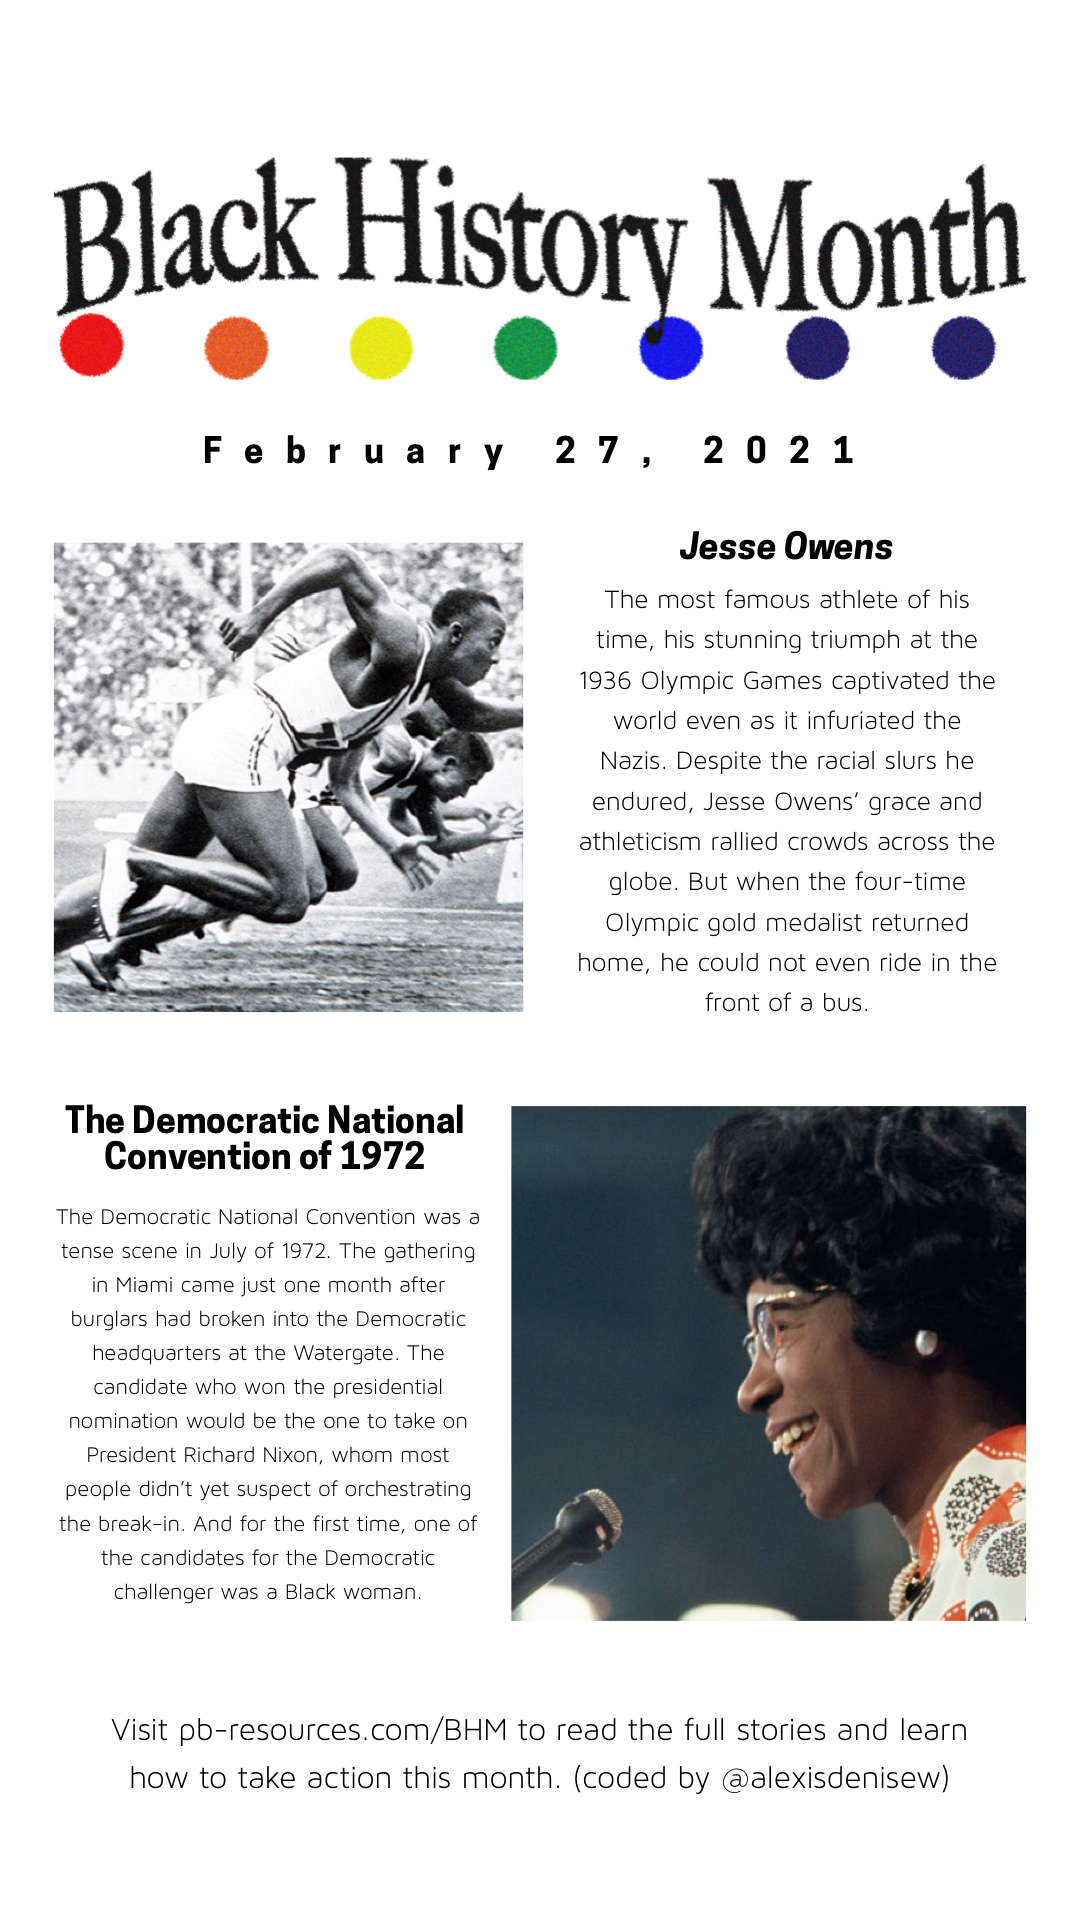 Black History Month
February 27, 2021
Jesse Owens
The most famous athlete of his
time, his stunning triumph at the
1936 Olympic Games captivated the
world even as it infuriated the
Nazis. Despite the racial slurs he
endured, Jesse Owens’ grace and
athleticism rallied crowds across the
globe. But when the four-time
Olympic gold medalist returned
home, he could not even ride in the
front of a bus.
The Democratic National
Convention of 1972
The Democratic National Convention was a
tense scene in July of 1972. The gathering
in Miami came just one month after
burglars had broken into the Democratic
headquarters at the Watergate. The
candidate who won the presidential
nomination would be the one to take on
President Richard Nixon, whom most
people didn’t yet suspect of orchestrating
the break-in. And for the first time, one of
the candidates for the Democratic
challenger was a Black woman.
Visit pb-resources.com/BHM to read the full stories and learn
how to take action this month. (coded by @alexisdenisew)